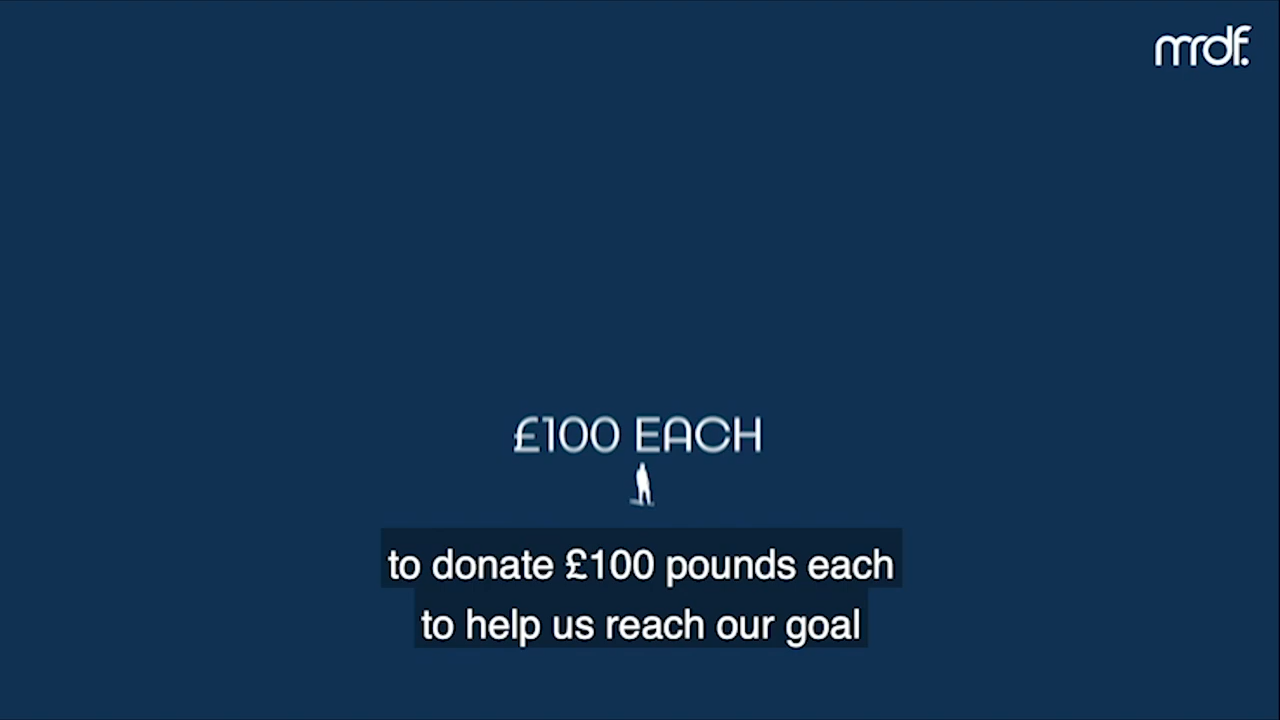 mrdf.
£100 EACH
to donate £100 pounds each
to help us reach our goal